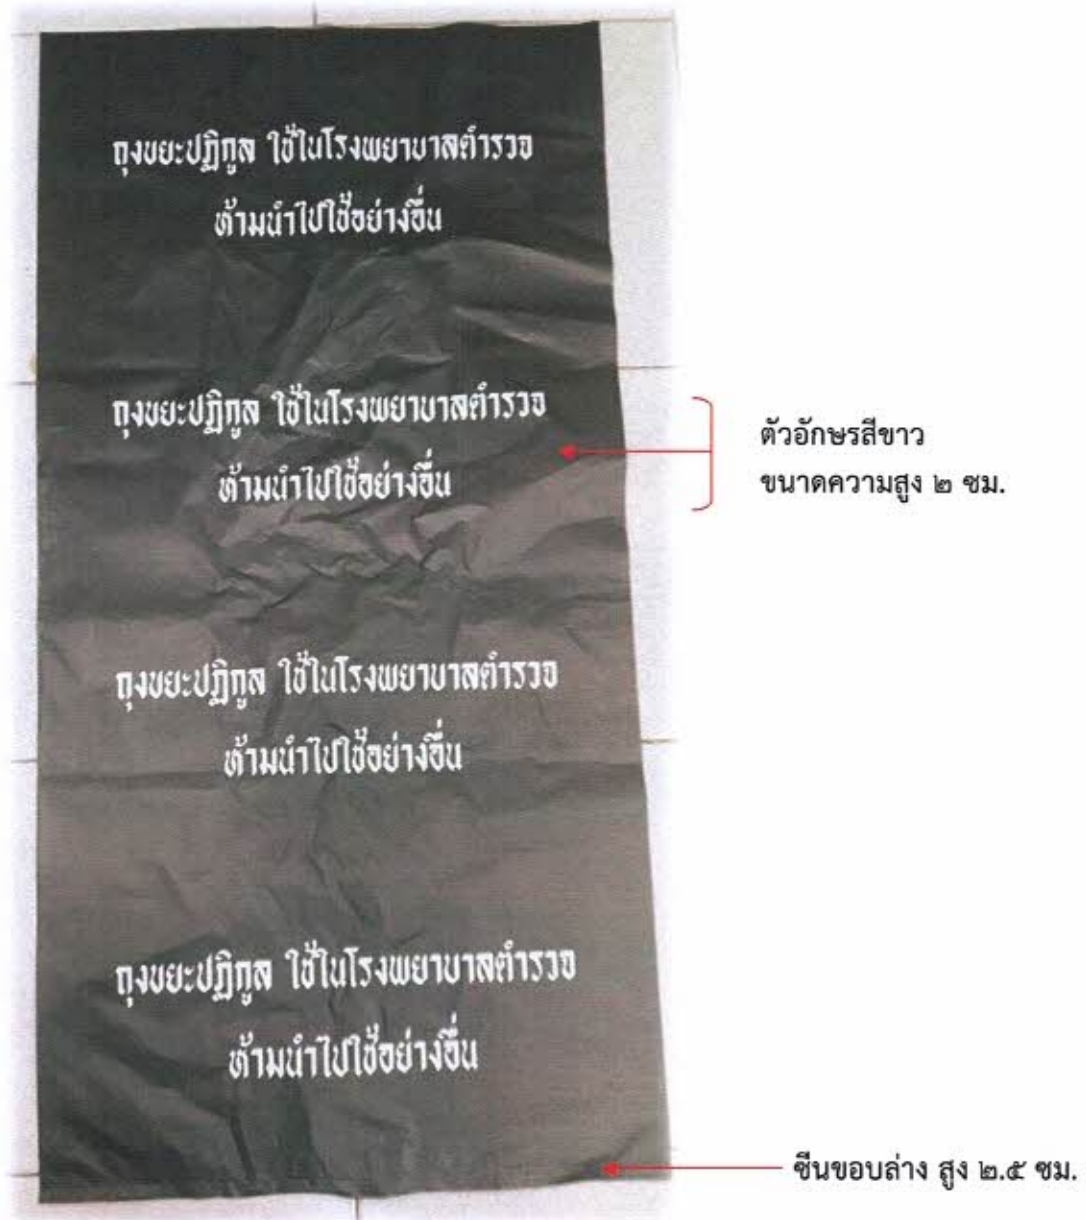 ถุงขยะปฏิกูล ใช้ในโรงพยาบาลตำรวจ
ห้ามนำไปใช้อย่างอื่น
ถุงขยะปฏิกูล ใช้ในโรงพยาบาลตำรวจ
ห้ามนำไปใช้อย่างอื่น
ตัวอักษรสีขาว
ขนาดความสูง ๒ ซม.
ถุงขยะปฏิกูล ใช้ในโรงพยาบาลตำรวจ
ห้ามนำไปใช้อย่างอื่น
ถุงขยะปฏิกูล ใช้ในโรงพยาบาลตำรวจ
ห้ามนำไปใช้อย่างอื่น
ซีนขอบล่าง สูง ๒.๕ ซม.